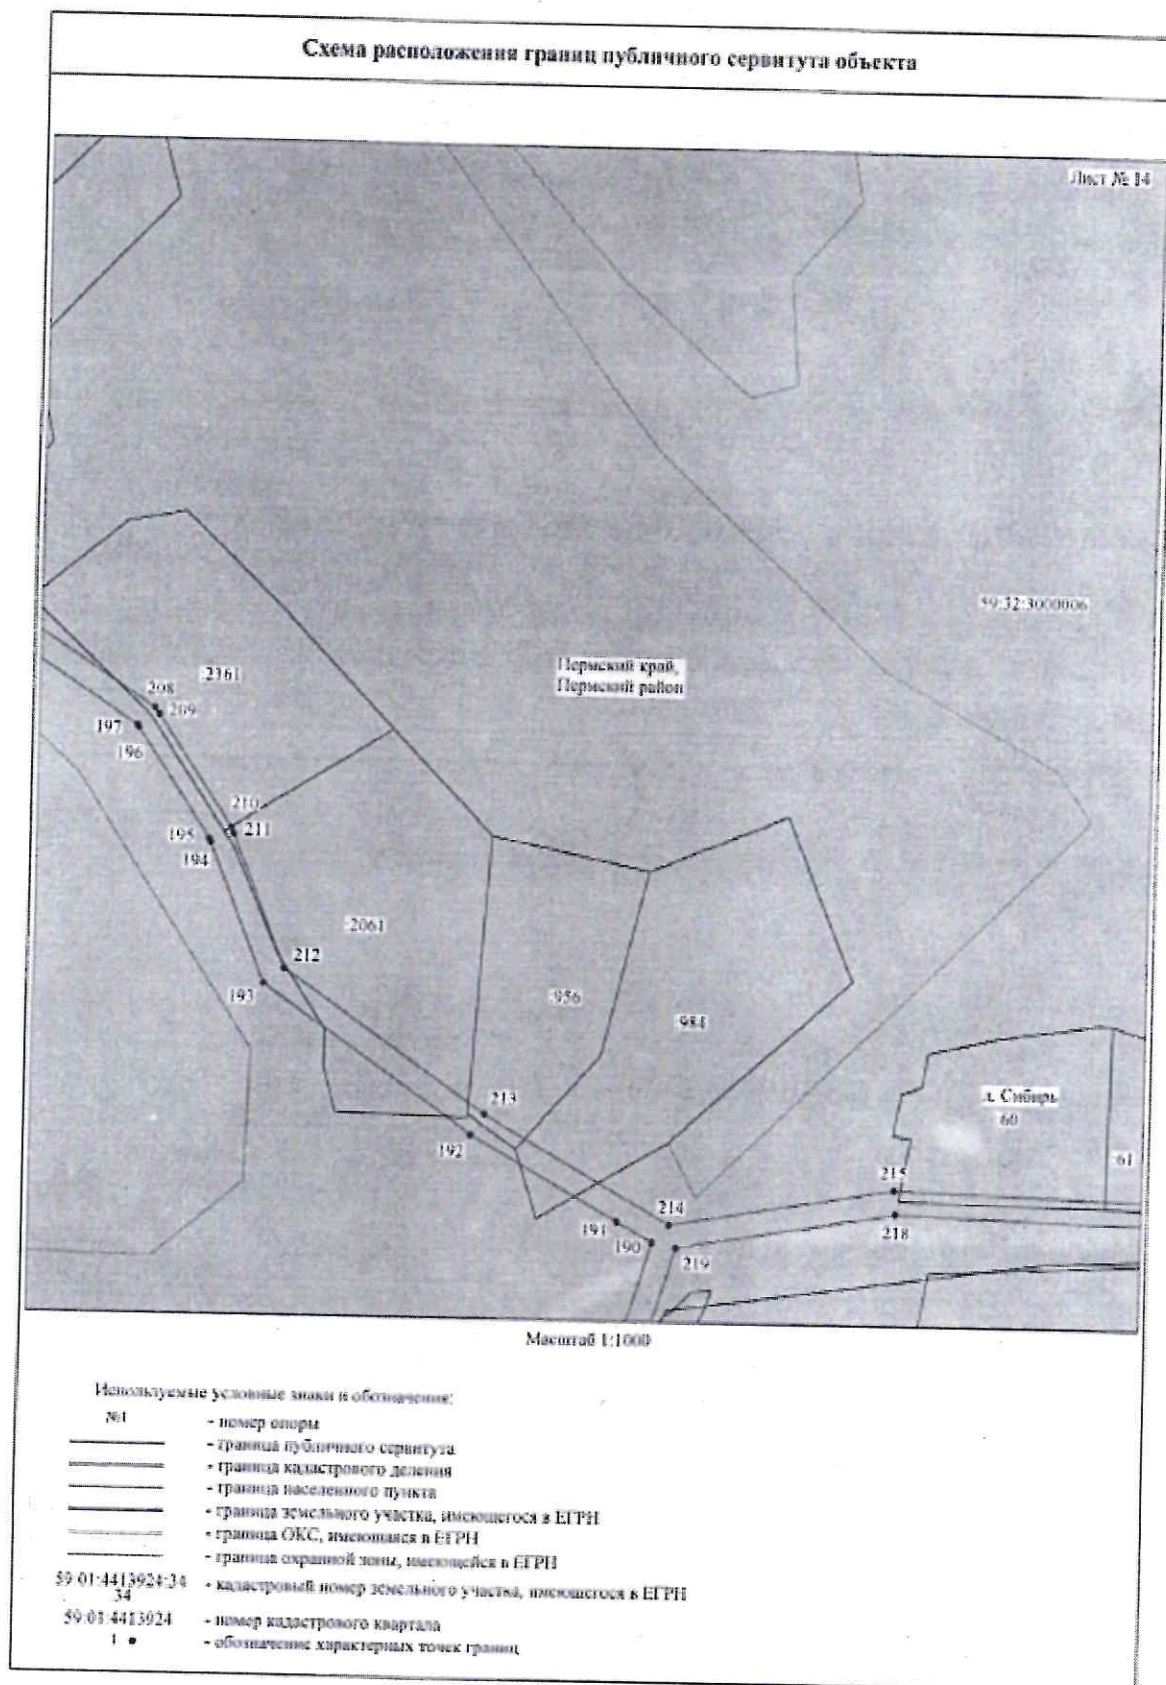 Схема расположения границ публичного сервитута объекта
Лист № 14
59:32:3000006
Пермский край,
Пермский район
:2161
208
209
197
196
210
211
195
194
:2061
212
193
:956
:984
213
192
д. Сибирь
:60
:61
215
214
191
190
218
219
Масштаб 1:1000
Используемые условные знаки и обозначения:
№1 - номер опоры
- граница публичного сервитута
- граница кадастрового деления
- граница населенного пункта
- граница земельного участка, имеющегося в ЕГРН
- граница ОКС, имеющаяся в ЕГРН
- граница охранной зоны, имеющейся в ЕГРН
59:01:4413924:34 - кадастровый номер земельного участка, имеющегося в ЕГРН
34
59:01:4413924 - номер кадастрового квартала
1 - обозначение характерных точек границ